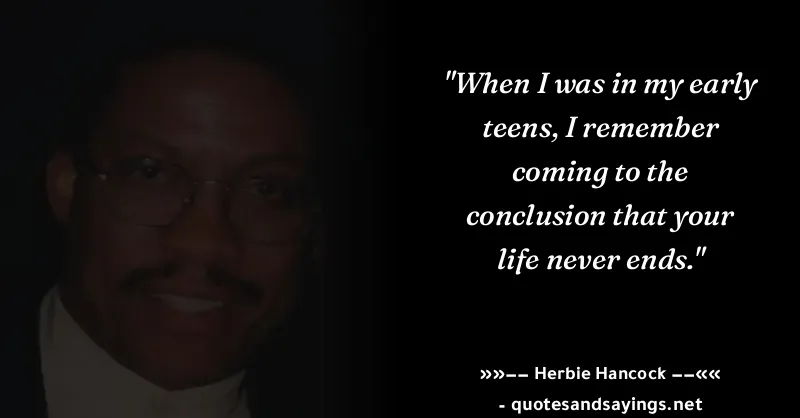 "When I was in my early
teens, I remember
coming to the
conclusion that your
life never ends."
»»−− Herbie Hancock −−««
- quotesandsayings.net